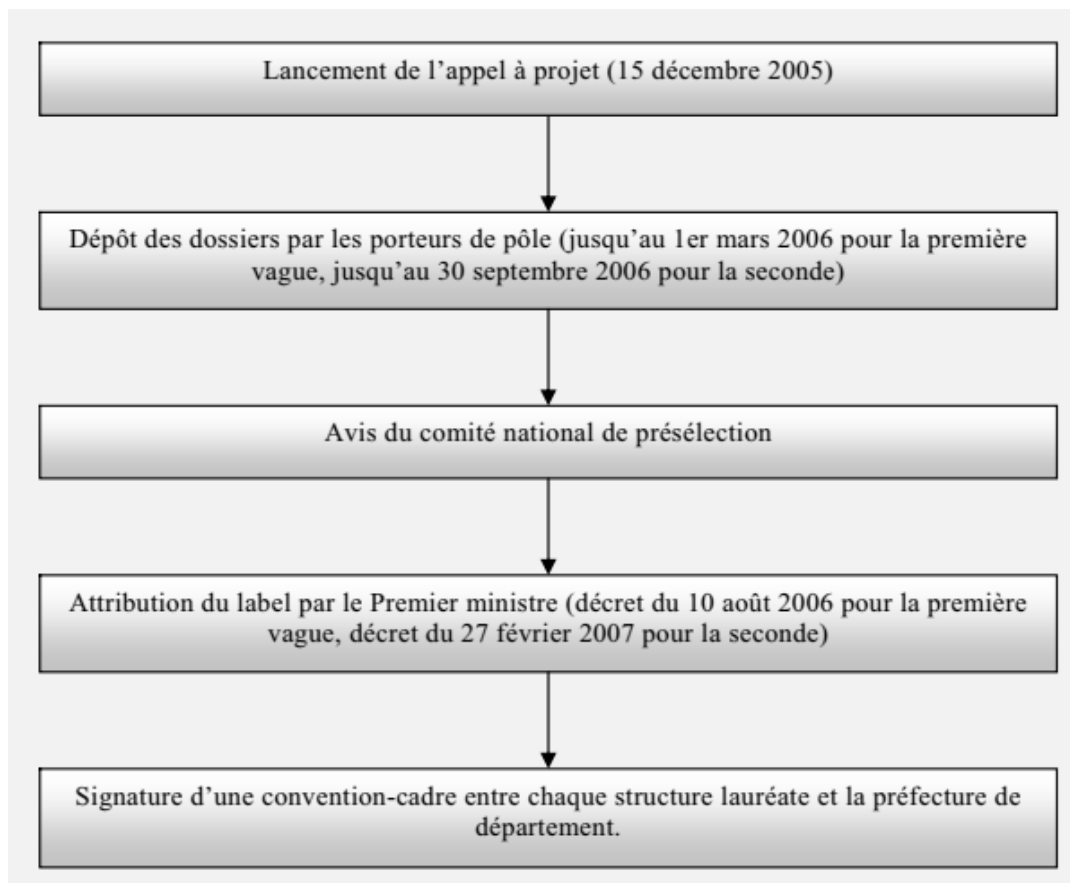 Lancement de l’appel à projet (15 décembre 2005)
Dépôt des dossiers par les porteurs de pôle (jusqu’au 1er mars 2006 pour la première
vague, jusqu’au 30 septembre 2006 pour la seconde)
Avis du comité national de présélection
Attribution du label par le Premier ministre (décret du 10 août 2006 pour la première
vague, décret du 27 février 2007 pour la seconde)
Signature d’une convention-cadre entre chaque structure lauréate et la préfecture de
département.